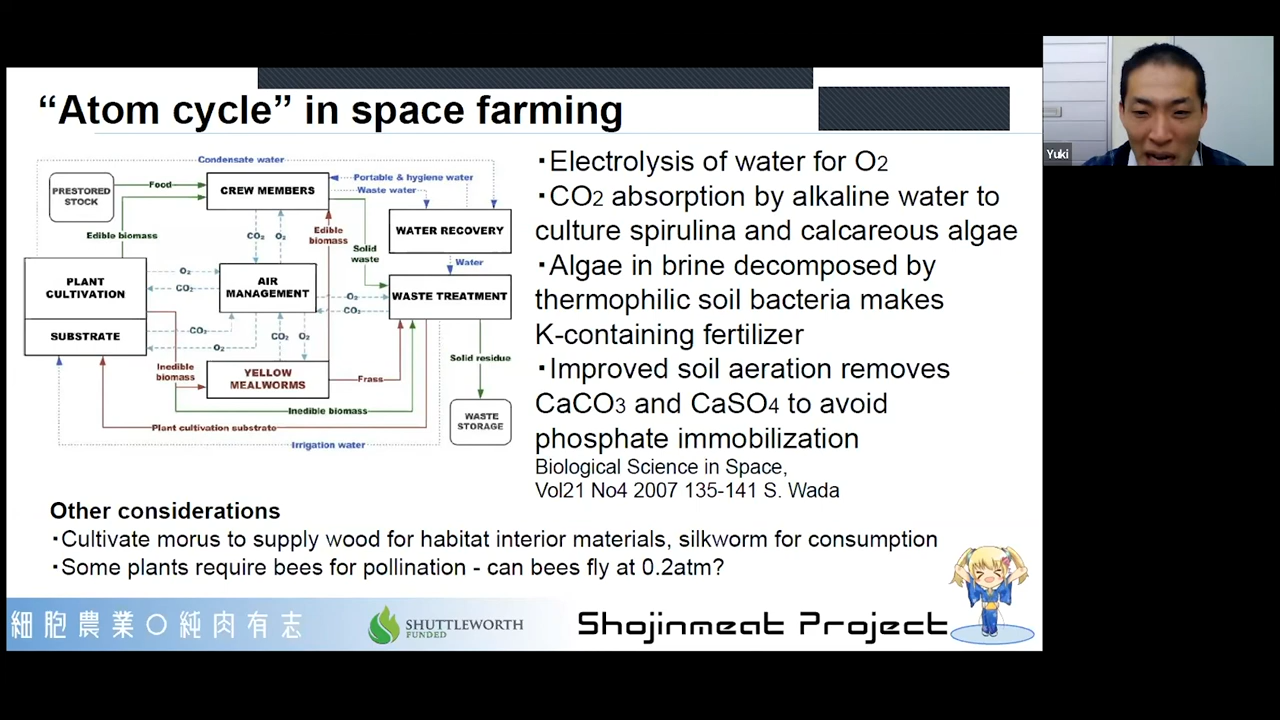 “Atom cycle” in space farming
Yuki
Condensate water
PRESTORED
STOCK
Food
CREW MEMBERS
Portable & hygiene water
Waste water
Edible biomass
CO₂
O₂
Edible
biomass
Solid
waste
WATER RECOVERY
Water
PLANT
CULTIVATION
O₂
CO₂
AIR
MANAGEMENT
O₂
CO₂
WASTE TREATMENT
SUBSTRATE
CO₂
O₂
CO₂
O₂
Inedible
biomass
YELLOW
MEALWORMS
Frass
Solid residue
Inedible biomass
Plant cultivation substrate
WASTE
STORAGE
Irrigation water
・Electrolysis of water for O2
・CO2 absorption by alkaline water to
culture spirulina and calcareous algae
・Algae in brine decomposed by
thermophilic soil bacteria makes
K-containing fertilizer
・Improved soil aeration removes
CaCO3 and CaSO4 to avoid
phosphate immobilization
Biological Science in Space,
Vol21 No4 2007 135-141 S. Wada
Other considerations
・Cultivate morus to supply wood for habitat interior materials, silkworm for consumption
・Some plants require bees for pollination - can bees fly at 0.2atm?
細胞農業〇純肉有志
SHUTTLEWORTH
FUNDED
Shojinmeat Project